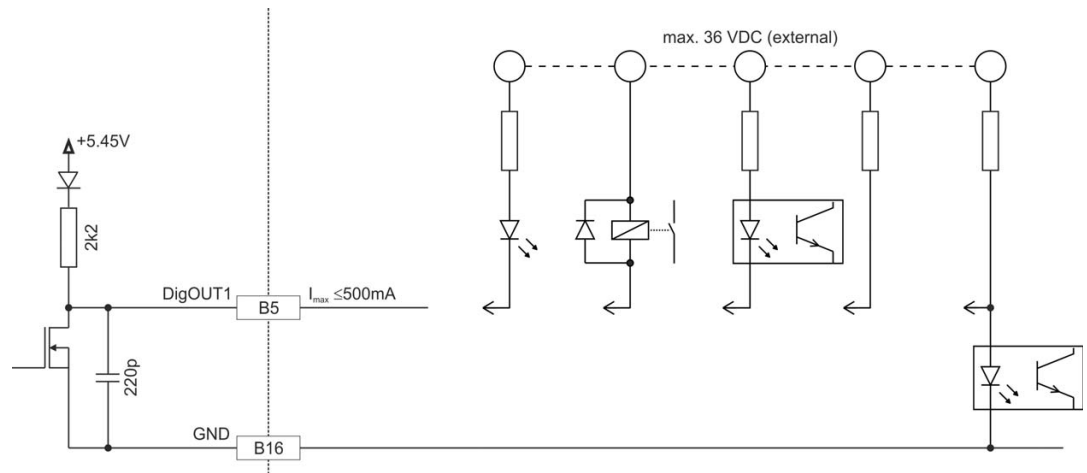 max. 36 VDC (external)
+5.45V
2k2
DigOUT1
B5
Imax ≤500mA
220p
GND
B16